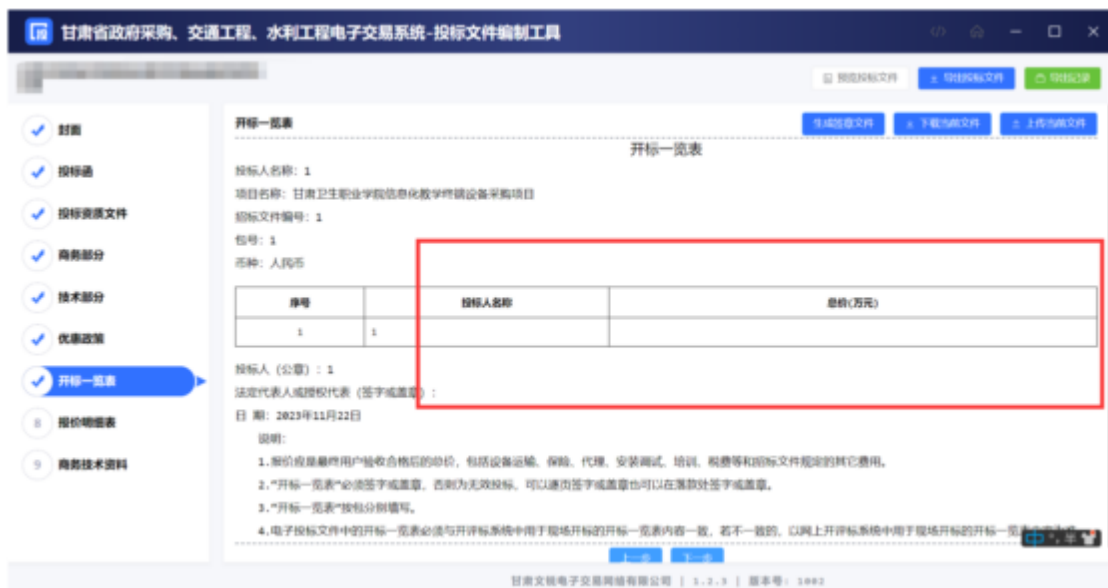 甘肃省政府采购、交通工程、水利工程电子交易系统-投标文件编制工具
预览投标文件 导出投标文件 导出记录
封面
投标函
投标资质文件
商务部分
技术部分
优惠政策
开标一览表
8 报价明细表
9 商务技术资料
开标一览表
生成签章文件 下载当前文件 上传当前文件
开标一览表
投标人名称: 1
项目名称: 甘肃卫生职业学院信息化教学终端设备采购项目
招标文件编号: 1
包号: 1
币种: 人民币
序号 投标人名称 总价(万元)
1 1
投标人 (公章) : 1
法定代表人或授权代表 (签字或盖章) :
日 期: 2023年11月22日
说明:
1.报价应是最终用户验收合格后的总价, 包括设备运输、保险、代理、安装调试、培训、税费等和招标文件规定的其它费用。
2."开标一览表"必须签字或盖章, 否则为无效投标, 可以逐页签字或盖章也可以在落款处签字或盖章。
3."开标一览表"按包分别填写。
4.电子投标文件中的开标一览表必须与开评标系统中用于现场开标的开标一览表内容一致, 若不一致的, 以网上开评标系统中用于现场开标的开标一览
中 半
上一步 下一步
甘肃文锐电子交易网络有限公司 | 1.2.3 | 版本号: 1002